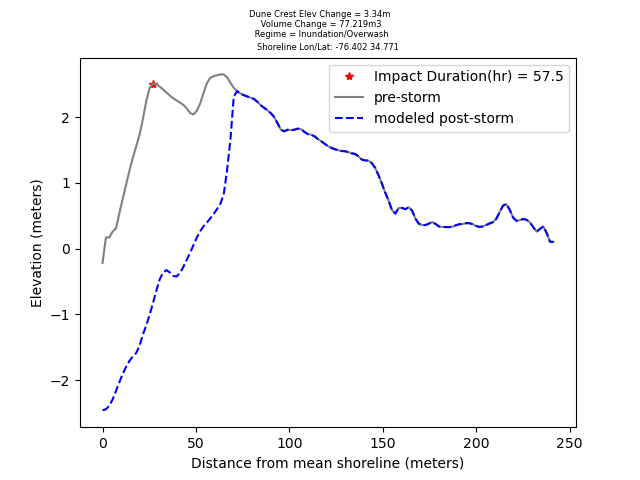 Dune Crest Elev Change = 3.34m
Volume Change = 77.219m3
Regime = Inundation/Overwash
Shoreline Lon/Lat: -76.402 34.771
Impact Duration(hr) = 57.5
pre-storm
modeled post-storm
Elevation (meters)
2
1
0
−1
−2
0 50 100 150 200 250
Distance from mean shoreline (meters)